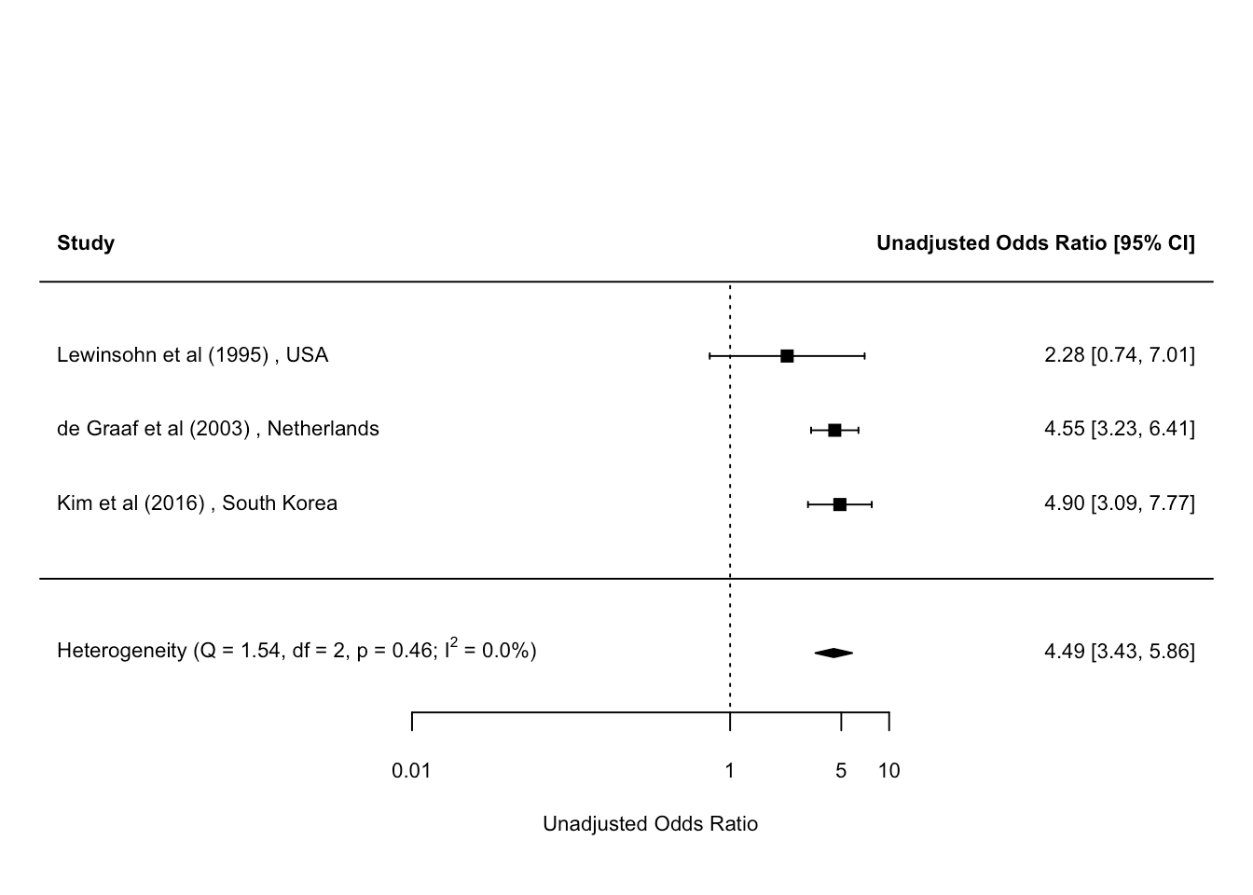 Study Unadjusted Odds Ratio [95% CI]
Lewinsohn et al (1995) , USA 2.28 [0.74, 7.01]
de Graaf et al (2003) , Netherlands 4.55 [3.23, 6.41]
Kim et al (2016) , South Korea 4.90 [3.09, 7.77]
Heterogeneity (Q = 1.54, df = 2, p = 0.46; I² = 0.0%) 4.49 [3.43, 5.86]
0.01 1 5 10
Unadjusted Odds Ratio